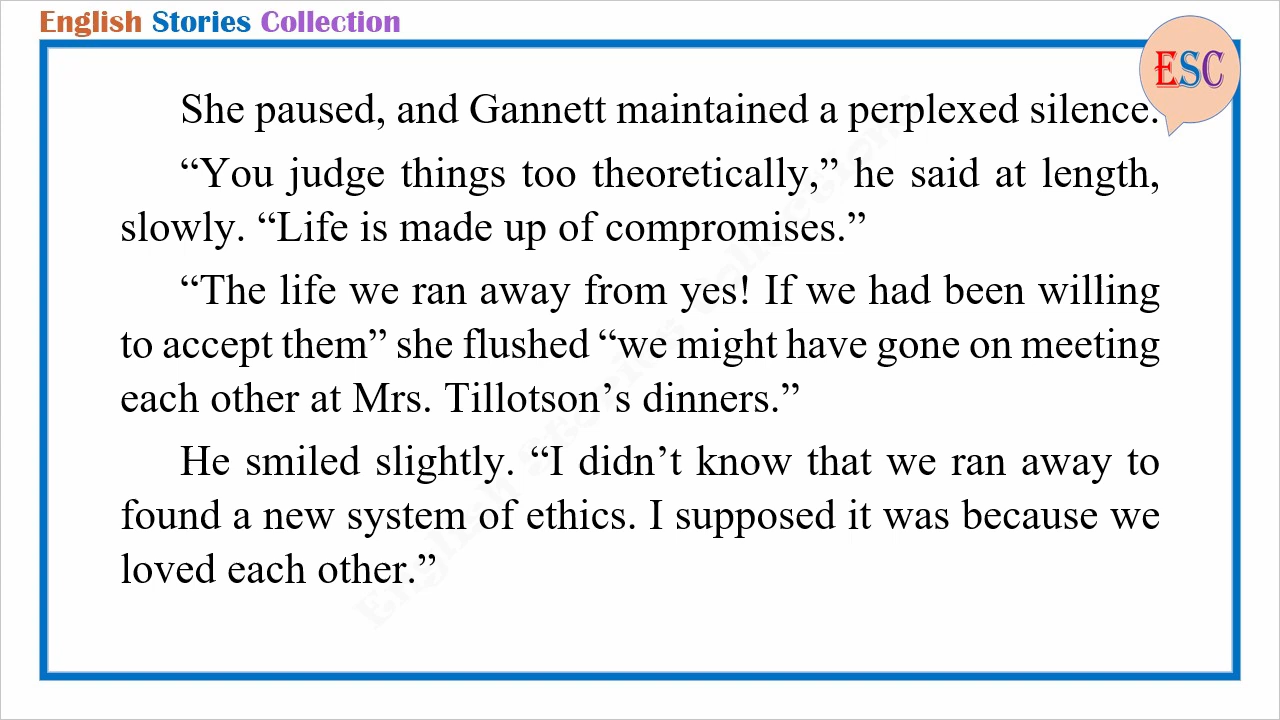 English Stories Collection
ESC
She paused, and Gannett maintained a perplexed silence.
“You judge things too theoretically,” he said at length,
slowly. “Life is made up of compromises.”
“The life we ran away from yes! If we had been willing
to accept them” she flushed “we might have gone on meeting
each other at Mrs. Tillotson’s dinners.”
He smiled slightly. “I didn’t know that we ran away to
found a new system of ethics. I supposed it was because we
loved each other.”
English Stories Collection